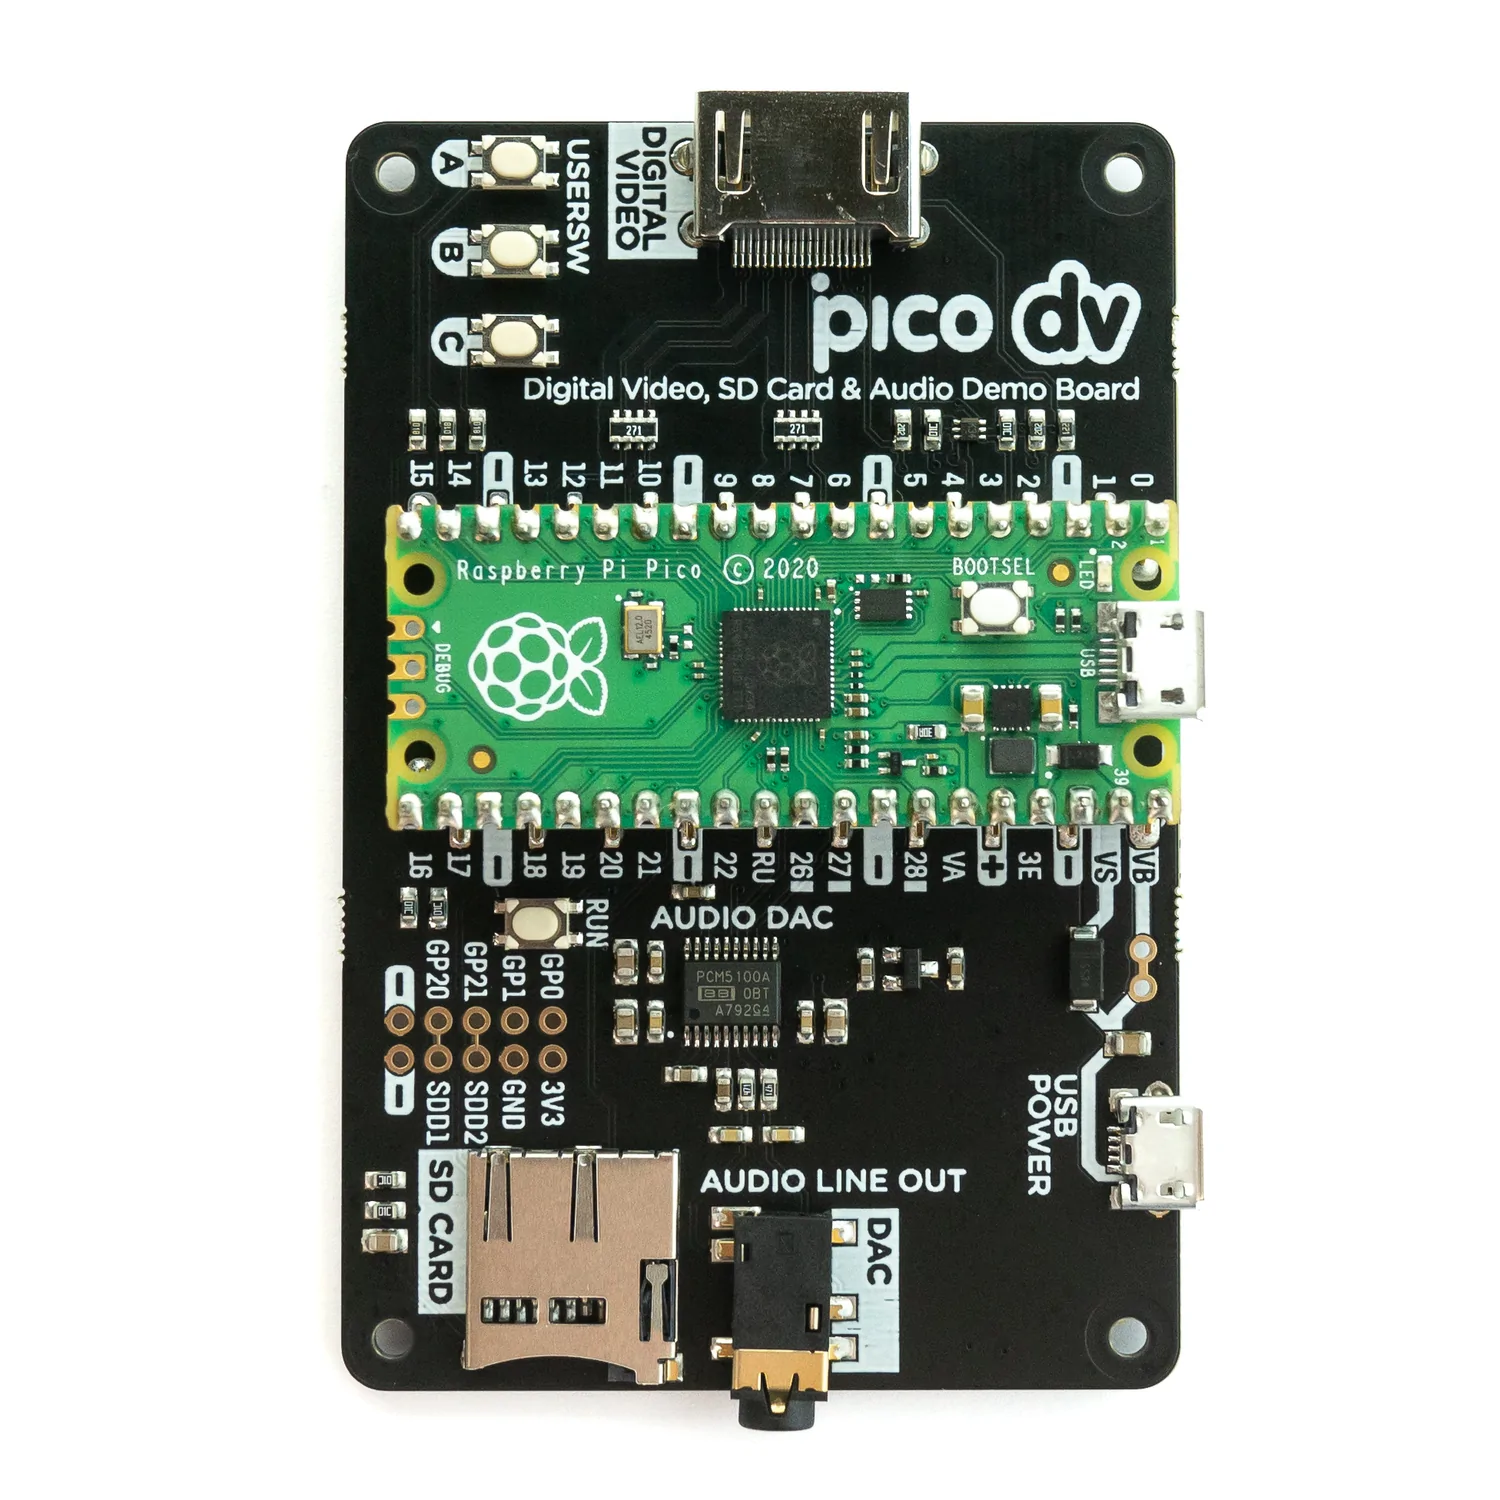 A
B
C
USERSW
DIGITAL
VIDEO
pico dv
Digital Video, SD Card & Audio Demo Board
271
271
15 14 - 13 12 11 10 - 9 8 7 6 - 5 4 3 2 - 1 0
2 1
Raspberry Pi Pico © 2020
BOOTSEL
LED
DEBUG
USB
39
16 17 - 18 19 20 21 - 22 RU 26 27 - 28 VA + 3E - VS VB
RUN
AUDIO DAC
PCM5100A
OBT
A792G4
- GP20 GP21 GP1 GP0
- SDD1 SDD2 GND 3V3
USB
POWER
SD CARD
AUDIO LINE OUT
DAC